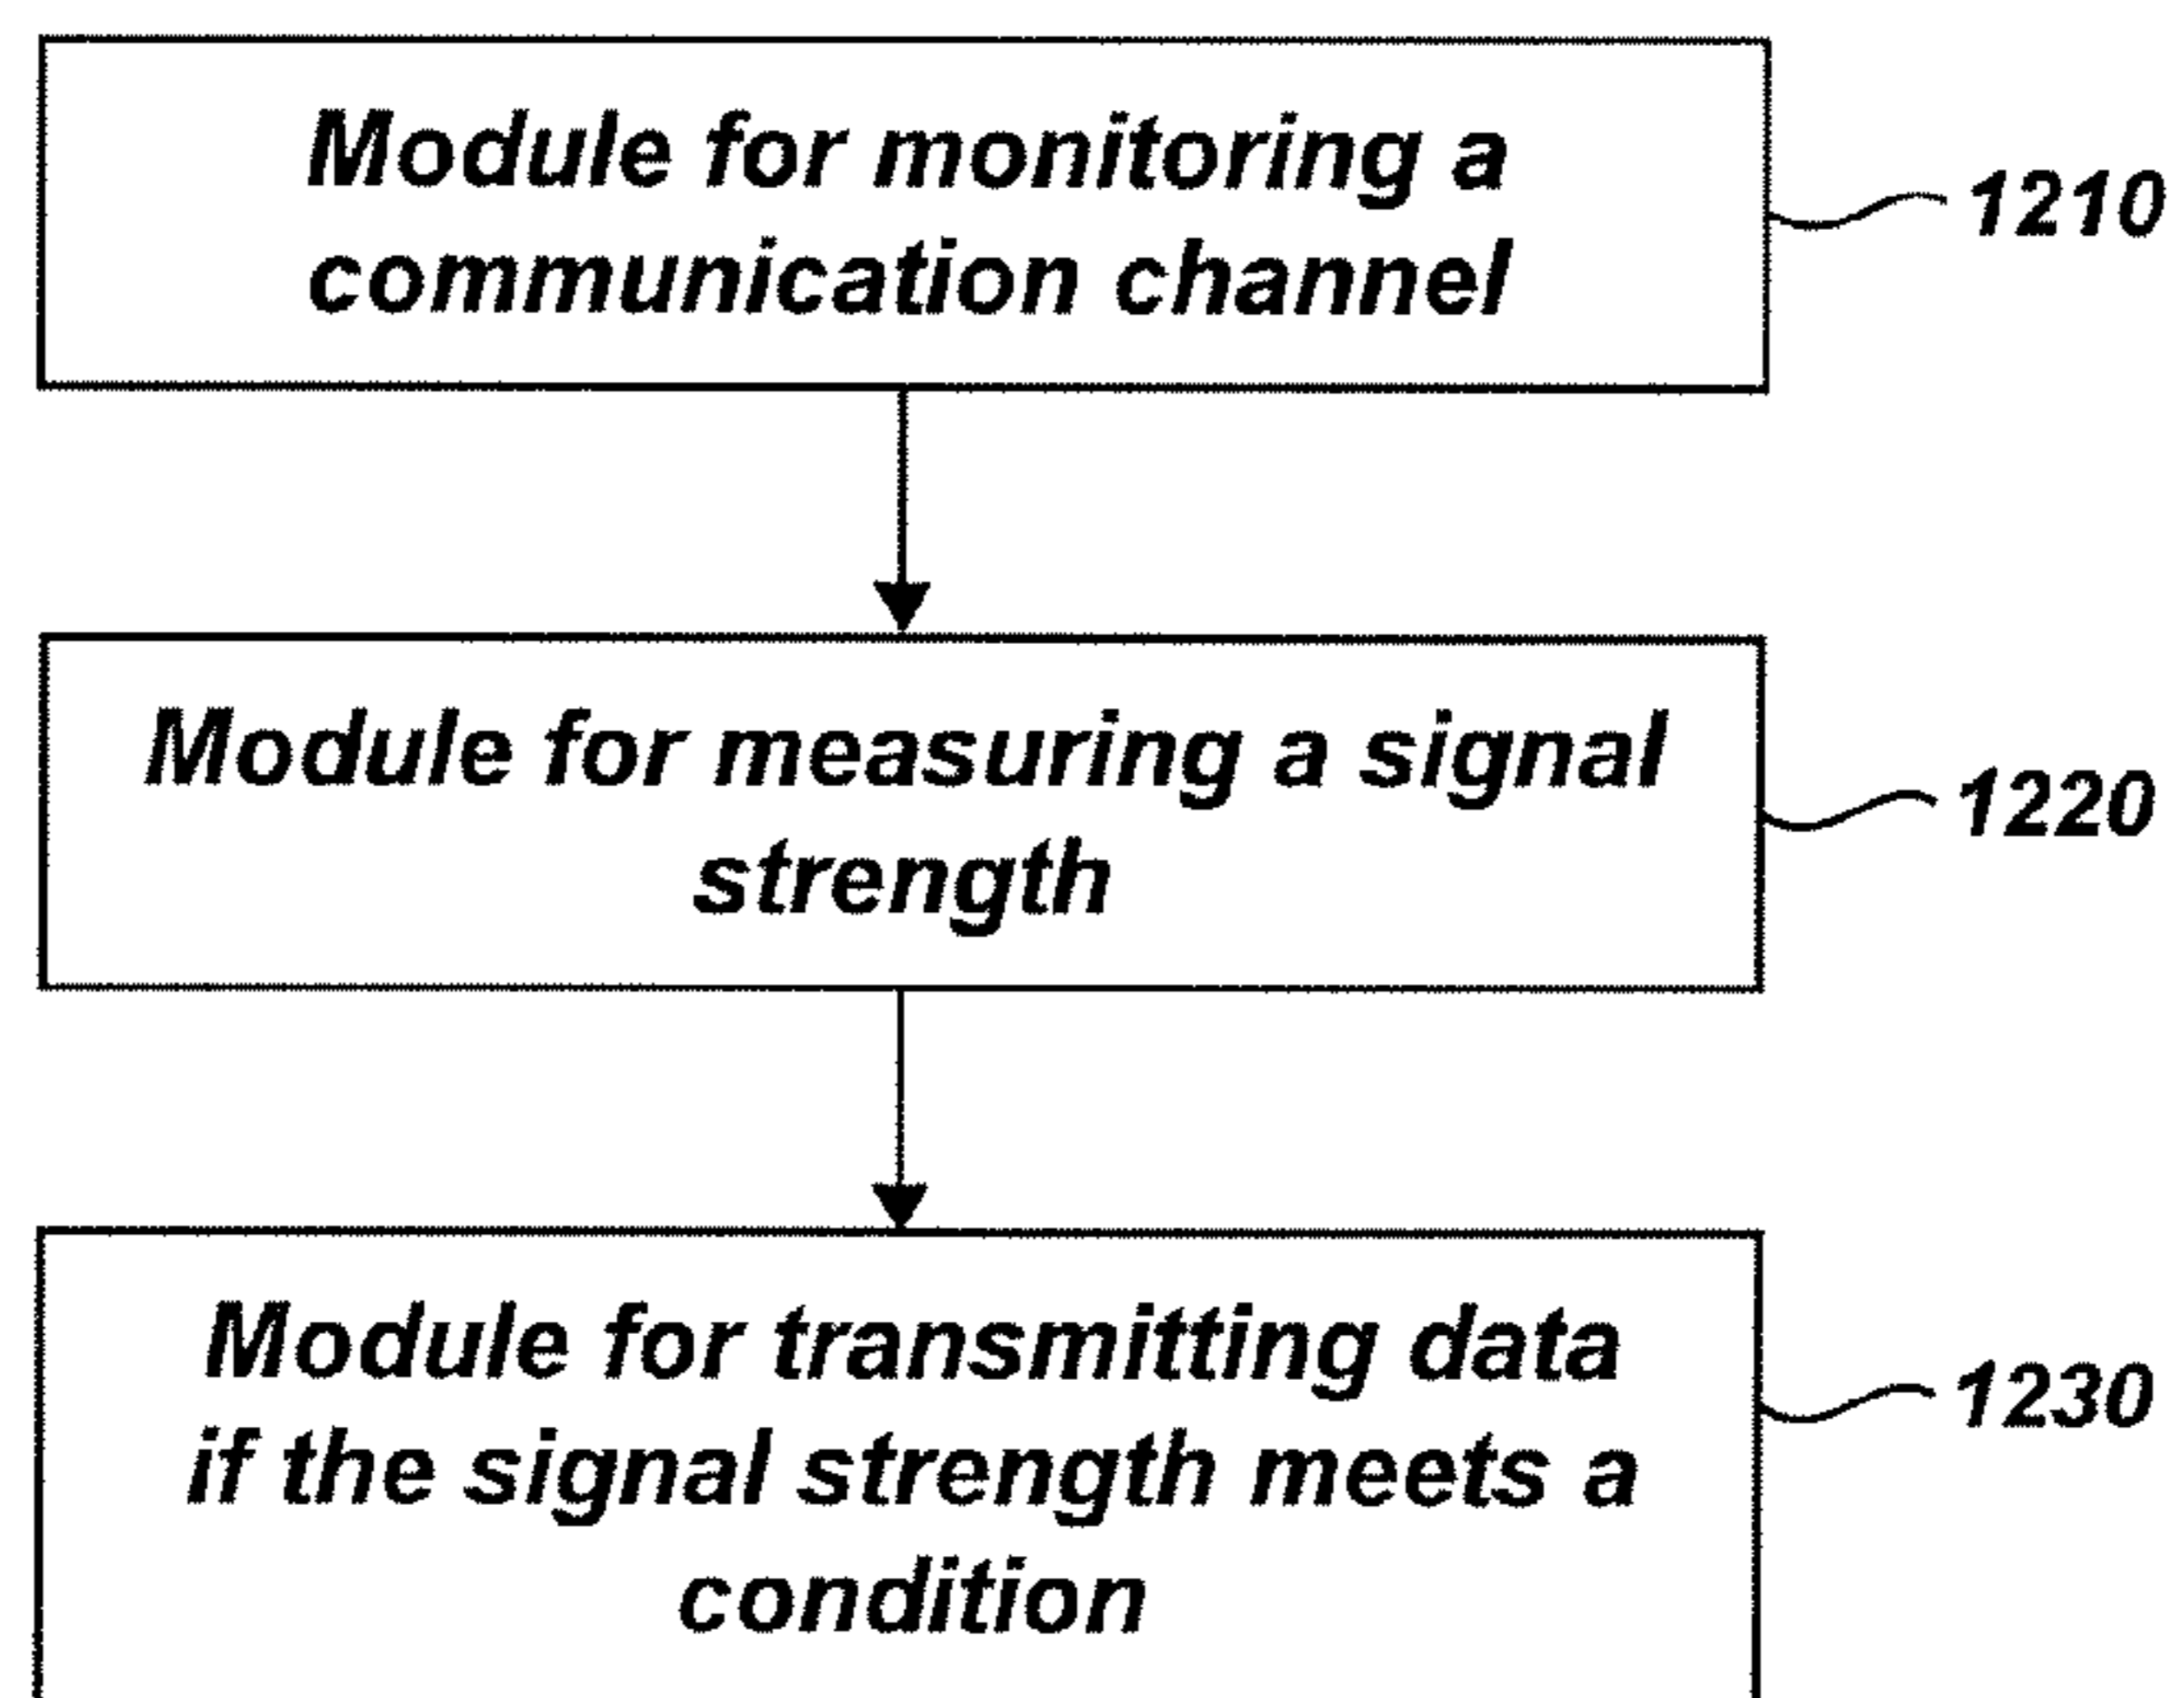 Module for monitoring a
communication channel
1210
Module for measuring a signal
strength
1220
Module for transmitting data
if the signal strength meets a
condition
1230